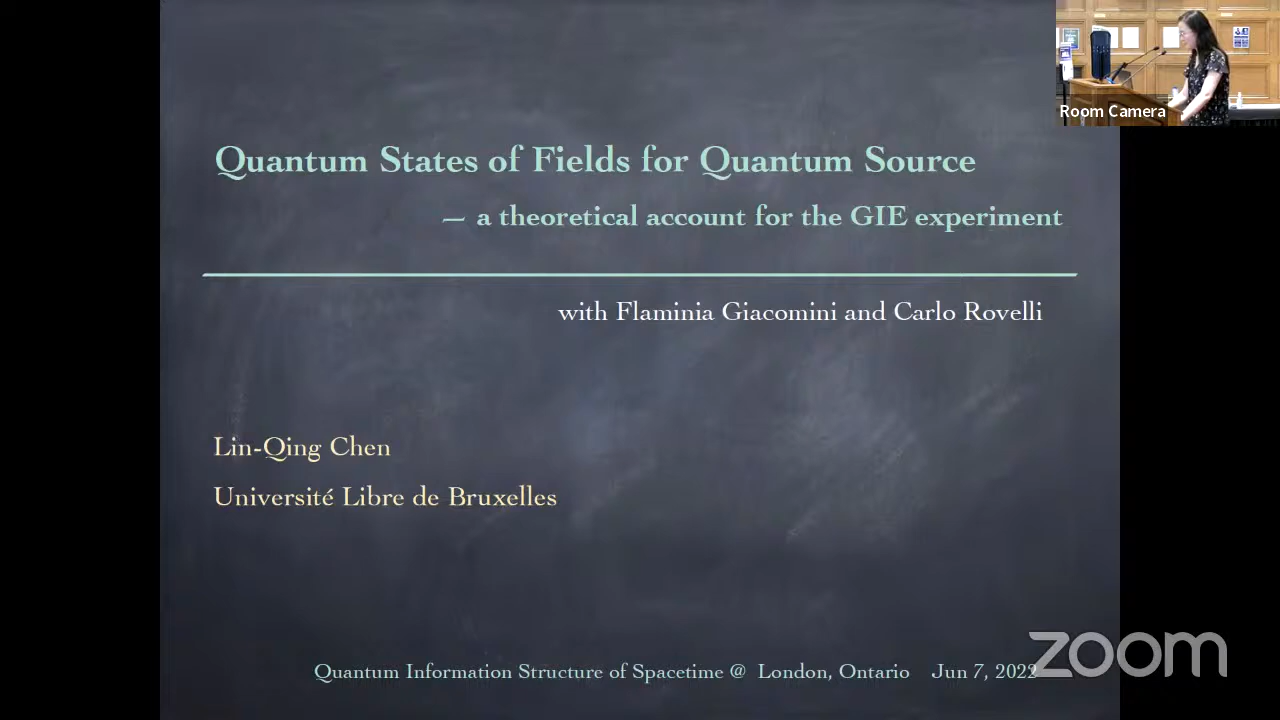 Room Camera
Quantum States of Fields for Quantum Source
— a theoretical account for the GIE experiment
with Flaminia Giacomini and Carlo Rovelli
Lin-Qing Chen
Université Libre de Bruxelles
Quantum Information Structure of Spacetime @ London, Ontario Jun 7, 2022
zoom